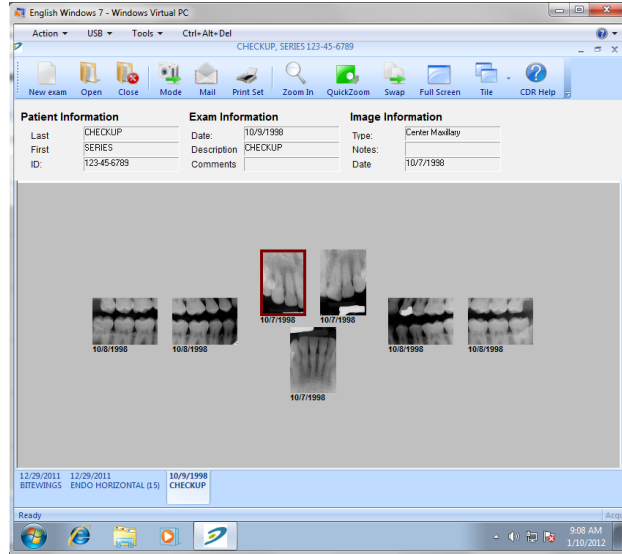 English Windows 7 - Windows Virtual PC
Action USB Tools Ctrl+Alt+Del
CHECKUP, SERIES 123-45-6789
New exam Open Close Mode Mail Print Set Zoom In QuickZoom Swap Full Screen Tile CDR Help
Patient Information Exam Information Image Information
Last CHECKUP Date: 10/9/1998 Type: Center Maxillary
First SERIES Description CHECKUP Notes:
ID: 123-45-6789 Comments Date 10/7/1998
10/7/1998 10/7/1998
10/8/1998 10/8/1998 10/8/1998 10/8/1998
10/7/1998
12/29/2011 12/29/2011 10/9/1998
BITEWINGS ENDO HORIZONTAL (15) CHECKUP
Ready Acqu
9:08 AM
1/10/2012